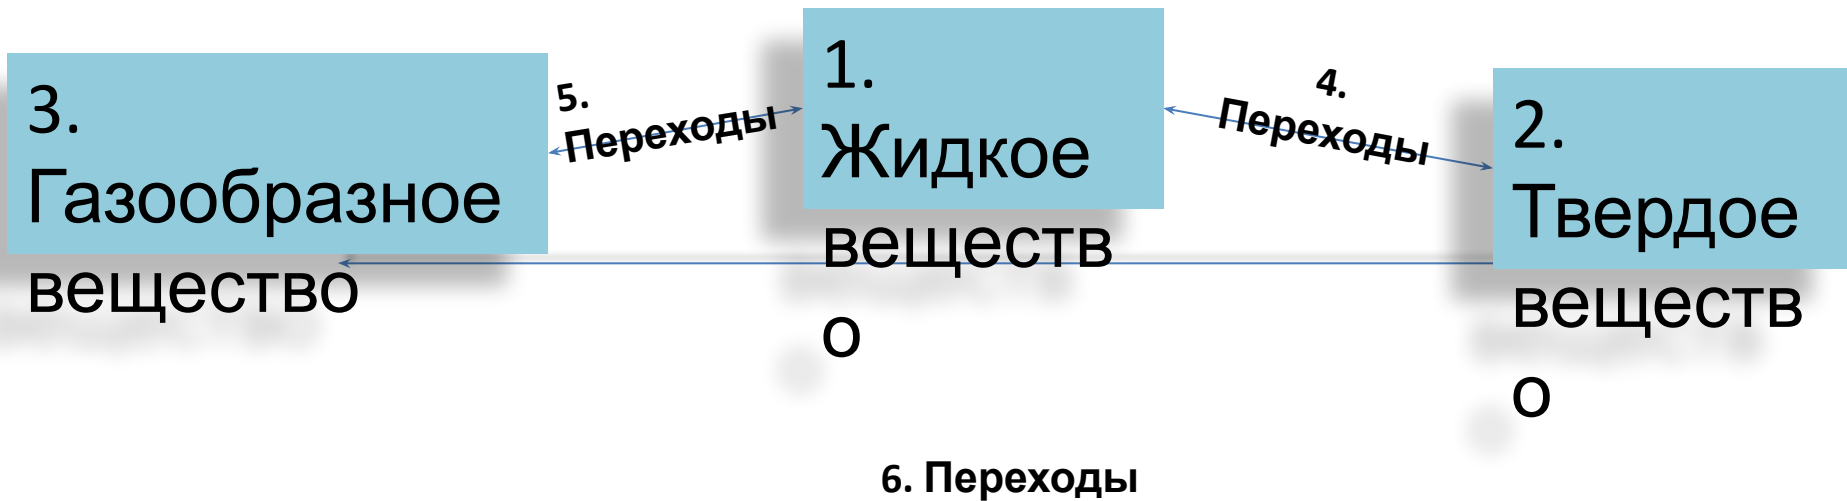 3.
Газообразное
вещество
5.
Переходы
1.
Жидкое
веществ
о
4.
Переходы
2.
Твердое
веществ
о
6. Переходы